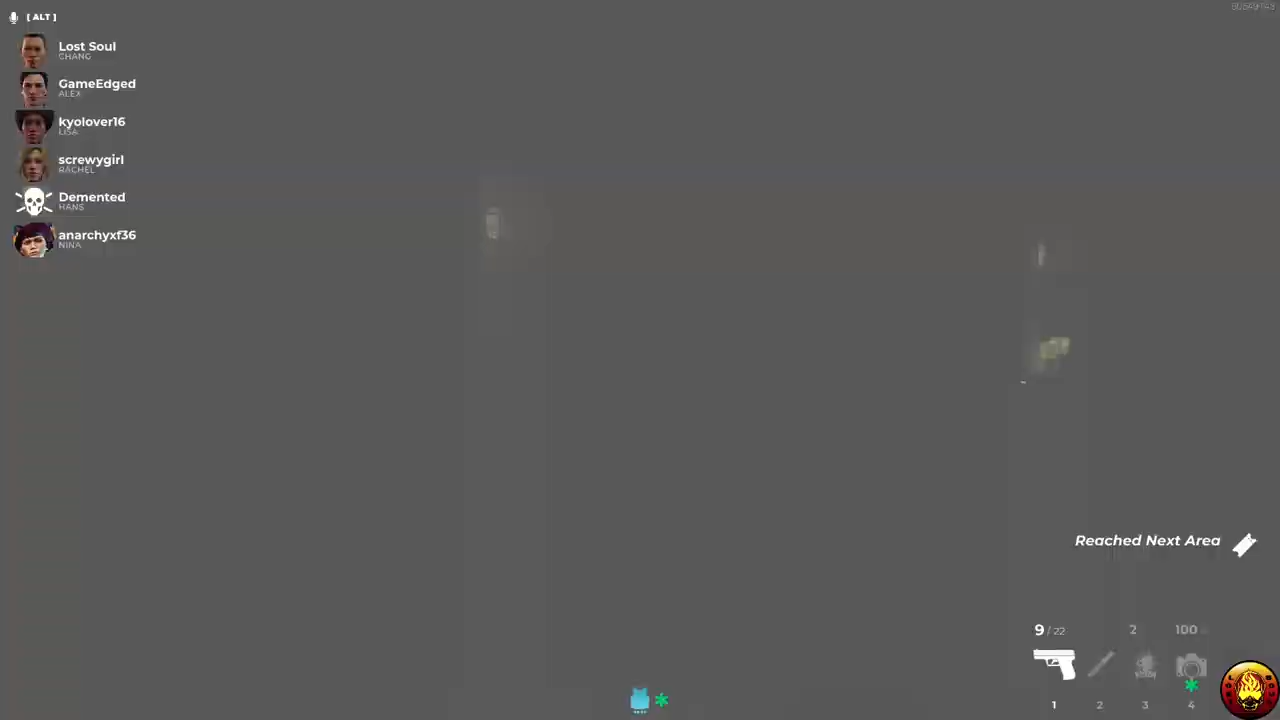 [ ALT ]
Lost Soul
CHANG
GameEdged
ALEX
kyolover16
LISA
screwygirl
RACHEL
Demented
HANS
anarchyxf36
NINA
Reached Next Area
9 / 22
2
100
1
2
3
4